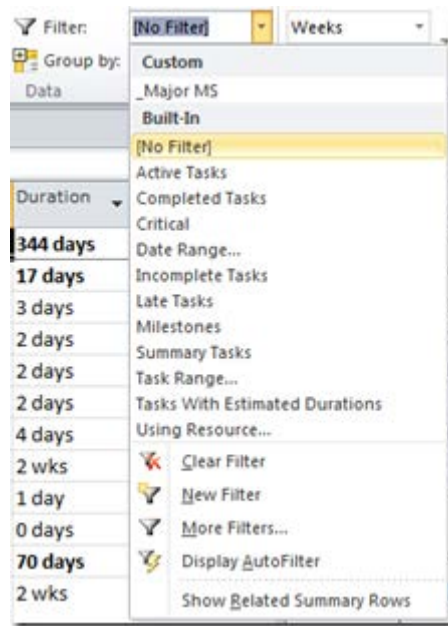 Filter: [No Filter] Weeks
Group by: Custom
Data _Major MS
Built-In
[No Filter]
Active Tasks
Duration Completed Tasks
Critical
344 days Date Range...
17 days Incomplete Tasks
3 days Late Tasks
2 days Milestones
Summary Tasks
2 days Task Range...
2 days Tasks With Estimated Durations
4 days Using Resource...
2 wks Clear Filter
1 day New Filter
0 days More Filters...
70 days Display AutoFilter
2 wks Show Related Summary Rows